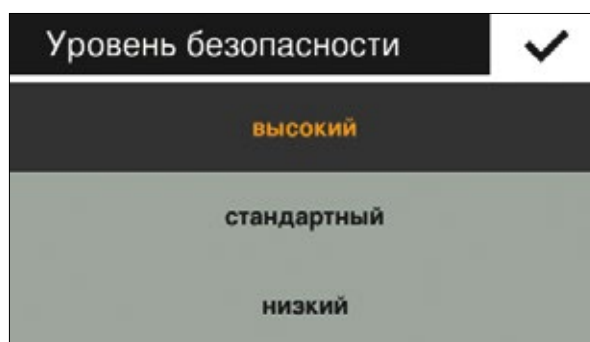 Уровень безопасности
высокий
стандартный
низкий